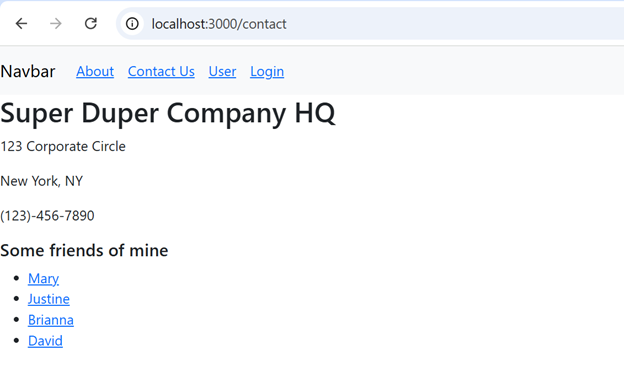 localhost:3000/contact
Navbar About Contact Us User Login
Super Duper Company HQ
123 Corporate Circle
New York, NY
(123)-456-7890
Some friends of mine
Mary
Justine
Brianna
David